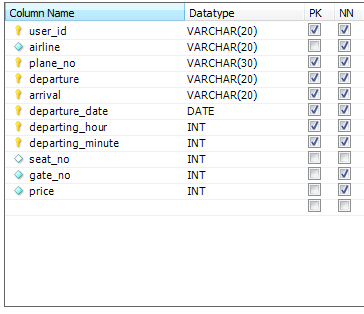 Column Name Datatype PK NN
user_id VARCHAR(20)
airline VARCHAR(20)
plane_no VARCHAR(30)
departure VARCHAR(20)
arrival VARCHAR(20)
departure_date DATE
departing_hour INT
departing_minute INT
seat_no INT
gate_no INT
price INT